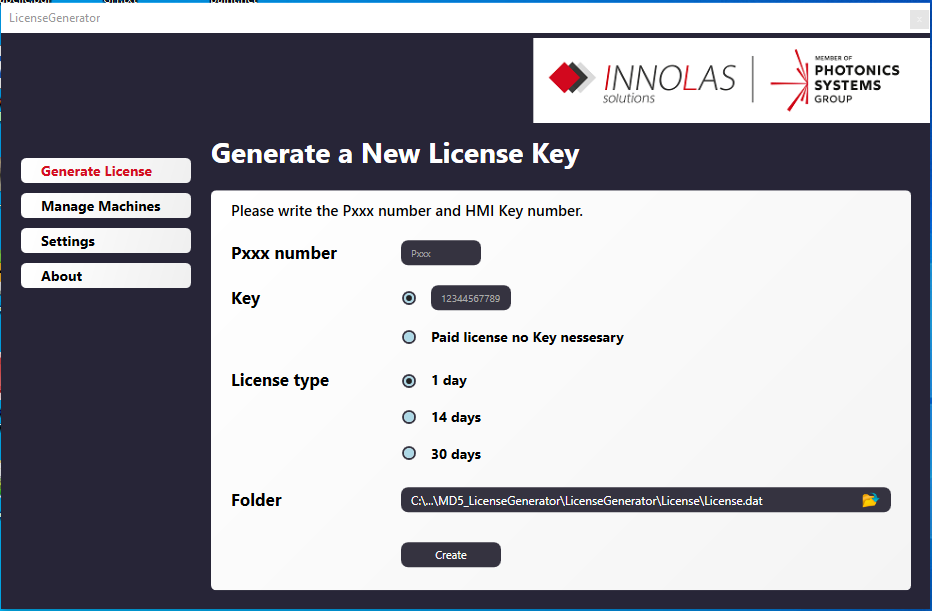 LicenseGenerator
INNOLAS
solutions
MEMBER OF
PHOTONICS
SYSTEMS
GROUP
Generate a New License Key
Generate License
Manage Machines
Settings
About
Please write the Pxxx number and HMI Key number.
Pxxx number
Pxxx
Key
12344567789
Paid license no Key nessesary
License type
1 day
14 days
30 days
Folder
C:\...\MD5_LicenseGenerator\LicenseGenerator\License\License.dat
Create